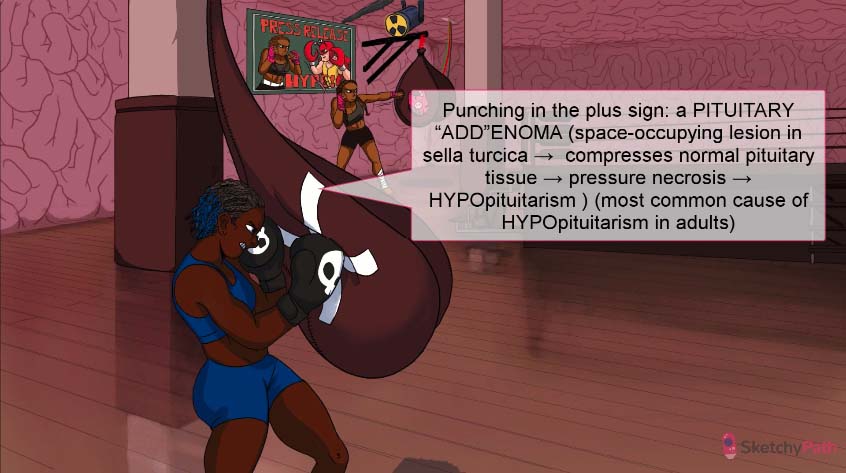 PRESS RELEASE
HYPO
Punching in the plus sign: a PITUITARY
“ADD”ENOMA (space-occupying lesion in
sella turcica → compresses normal pituitary
tissue → pressure necrosis →
HYPOpituitarism ) (most common cause of
HYPOpituitarism in adults)
SketchyPath